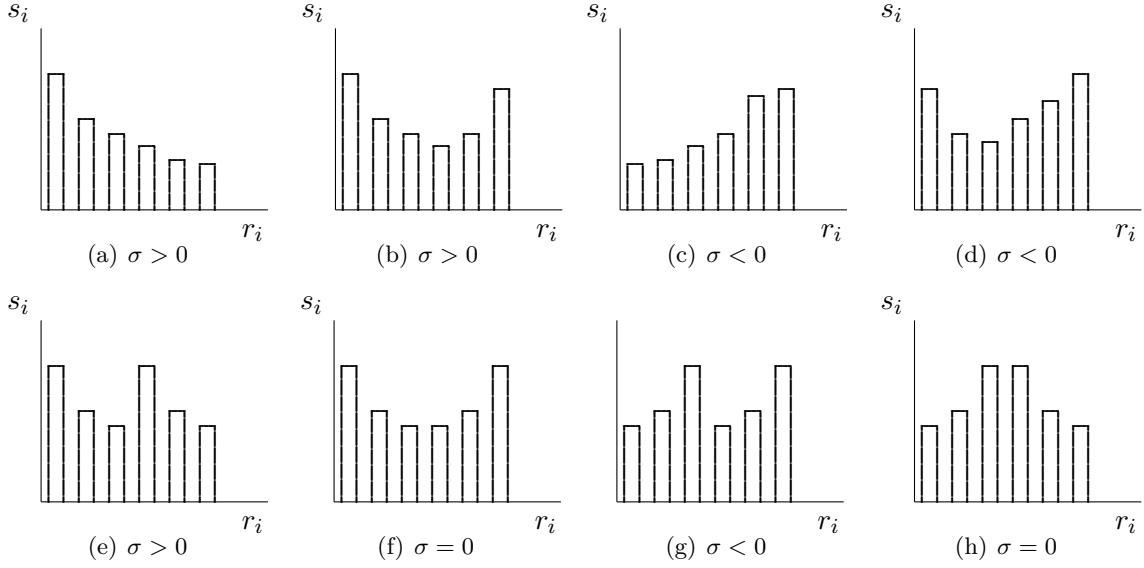 s_i s_i s_i s_i
r_i r_i r_i r_i
(a) σ > 0 (b) σ > 0 (c) σ < 0 (d) σ < 0
s_i s_i s_i s_i
r_i r_i r_i r_i
(e) σ > 0 (f) σ = 0 (g) σ < 0 (h) σ = 0